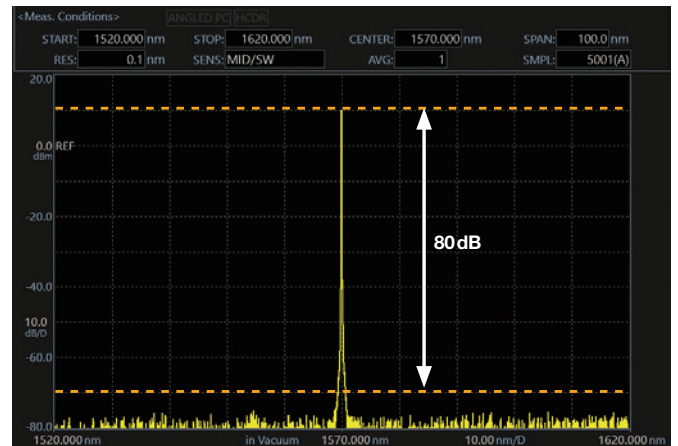 <Meas. Conditions> ANGLED PC HCDR
START: 1520.000 nm STOP: 1620.000 nm CENTER: 1570.000 nm SPAN: 100.0 nm
RES: 0.1 nm SENS: MID/SW AVG: 1 SMPL: 5001(A)
20.0
0.0 REF
dBm
-20.0
80dB
-40.0
10.0
dB/D
-60.0
-80.0
1520.000 nm in Vacuum 1570.000 nm 10.00 nm/D 1620.000 nm